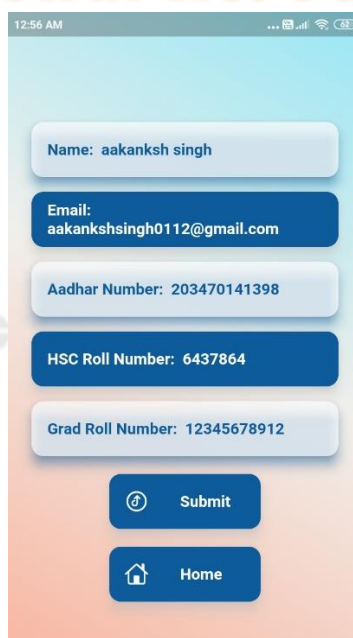 12:56 AM ... 62
Name: aakanksh singh
Email:
aakankshsingh0112@gmail.com
Aadhar Number: 203470141398
HSC Roll Number: 6437864
Grad Roll Number: 12345678912
Submit
Home